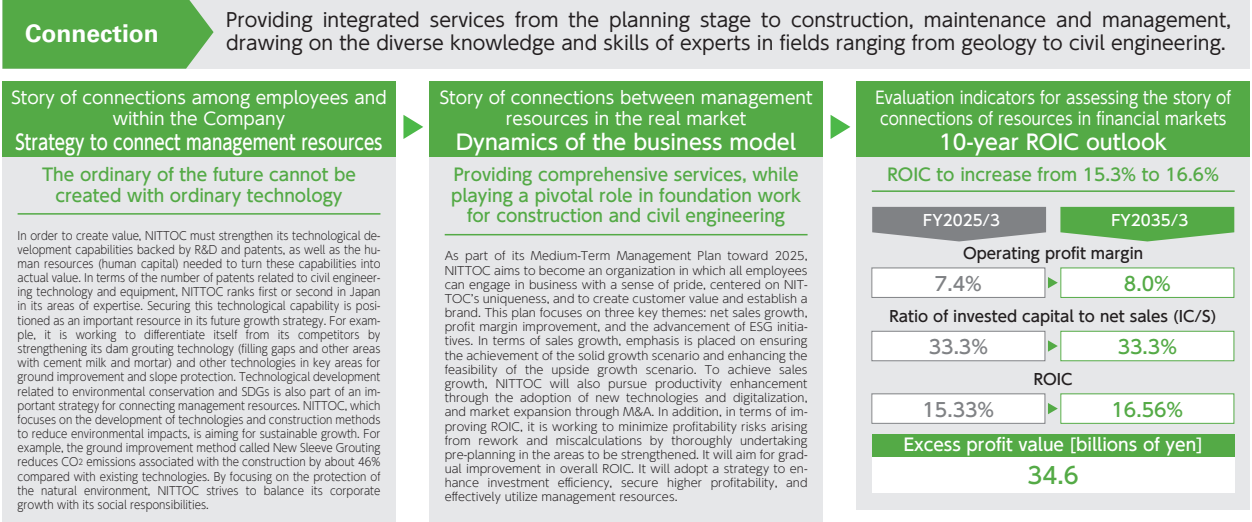 Connection
Providing integrated services from the planning stage to construction, maintenance and management,
drawing on the diverse knowledge and skills of experts in fields ranging from geology to civil engineering.
Story of connections among employees and
within the Company
Strategy to connect management resources
The ordinary of the future cannot be
created with ordinary technology
In order to create value, NITTOC must strengthen its technological de-
velopment capabilities backed by R&D and patents, as well as the hu-
man resources (human capital) needed to turn these capabilities into
actual value. In terms of the number of patents related to civil engineer-
ing technology and equipment, NITTOC ranks first or second in Japan
in its areas of expertise. Securing this technological capability is posi-
tioned as an important resource in its future growth strategy. For exam-
ple, it is working to differentiate itself from its competitors by
strengthening its dam grouting technology (filling gaps and other areas
with cement milk and mortar) and other technologies in key areas for
ground improvement and slope protection. Technological development
related to environmental conservation and SDGs is also part of an im-
portant strategy for connecting management resources. NITTOC, which
focuses on the development of technologies and construction methods
to reduce environmental impacts, is aiming for sustainable growth. For
example, the ground improvement method called New Sleeve Grouting
reduces CO2 emissions associated with the construction by about 46%
compared with existing technologies. By focusing on the protection of
the natural environment, NITTOC strives to balance its corporate
growth with its social responsibilities.
Story of connections between management
resources in the real market
Dynamics of the business model
Providing comprehensive services, while
playing a pivotal role in foundation work
for construction and civil engineering
As part of its Medium-Term Management Plan toward 2025,
NITTOC aims to become an organization in which all employees
can engage in business with a sense of pride, centered on NIT-
TOC's uniqueness, and to create customer value and establish a
brand. This plan focuses on three key themes: net sales growth,
profit margin improvement, and the advancement of ESG initia-
tives. In terms of sales growth, emphasis is placed on ensuring
the achievement of the solid growth scenario and enhancing the
feasibility of the upside growth scenario. To achieve sales
growth, NITTOC will also pursue productivity enhancement
through the adoption of new technologies and digitalization,
and market expansion through M&A. In addition, in terms of im-
proving ROIC, it is working to minimize profitability risks arising
from rework and miscalculations by thoroughly undertaking
pre-planning in the areas to be strengthened. It will aim for grad-
ual improvement in overall ROIC. It will adopt a strategy to en-
hance investment efficiency, secure higher profitability, and
effectively utilize management resources.
Evaluation indicators for assessing the story of
connections of resources in financial markets
10-year ROIC outlook
ROIC to increase from 15.3% to 16.6%
FY2025/3 FY2035/3
Operating profit margin
7.4% 8.0%
Ratio of invested capital to net sales (IC/S)
33.3% 33.3%
ROIC
15.33% 16.56%
Excess profit value [billions of yen]
34.6